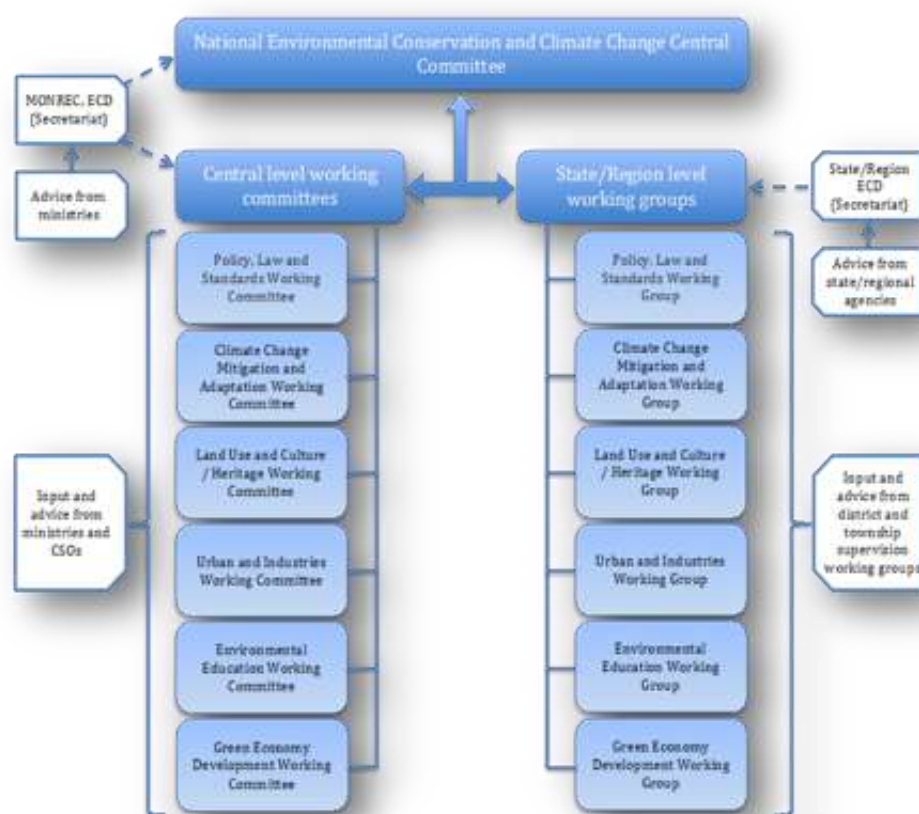 National Environmental Conservation and Climate Change Central
Committee
MONREC, ECD
(Secretariat)
Advice from
ministries
Central level working
committees
State/Region level
working groups
State/Region
ECD
(Secretariat)
Advice from
state/regional
agencies
Policy, Law and
Standards Working
Committee
Climate Change
Mitigation and
Adaptation Working
Committee
Land Use and Culture
/ Heritage Working
Committee
Urban and Industries
Working Committee
Environmental
Education Working
Committee
Green Economy
Development Working
Committee
Policy, Law and
Standards Working
Group
Climate Change
Mitigation and
Adaptation Working
Group
Land Use and Culture
/ Heritage Working
Group
Urban and Industries
Working Group
Environmental
Education Working
Group
Green Economy
Development Working
Group
Input and
advice from
ministries and
CSOs
Input and
advice from
district and
township
supervision
working groups